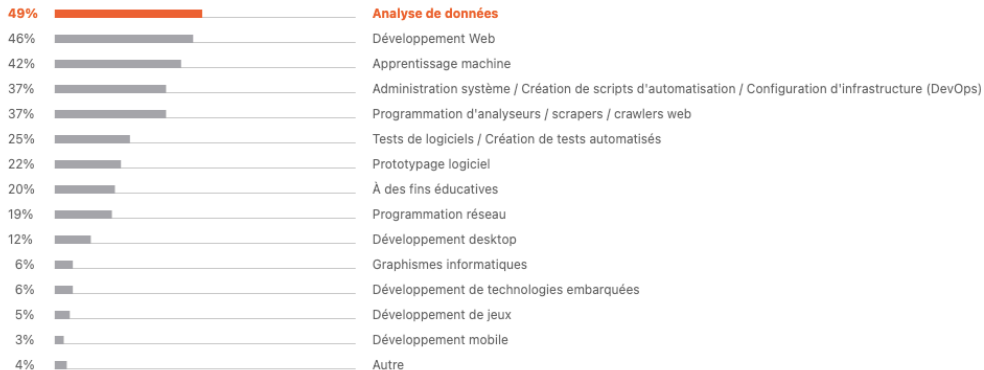 49% Analyse de données
46% Développement Web
42% Apprentissage machine
37% Administration système / Création de scripts d'automatisation / Configuration d'infrastructure (DevOps)
37% Programmation d'analyseurs / scrapers / crawlers web
25% Tests de logiciels / Création de tests automatisés
22% Prototypage logiciel
20% À des fins éducatives
19% Programmation réseau
12% Développement desktop
6% Graphismes informatiques
6% Développement de technologies embarquées
5% Développement de jeux
3% Développement mobile
4% Autre